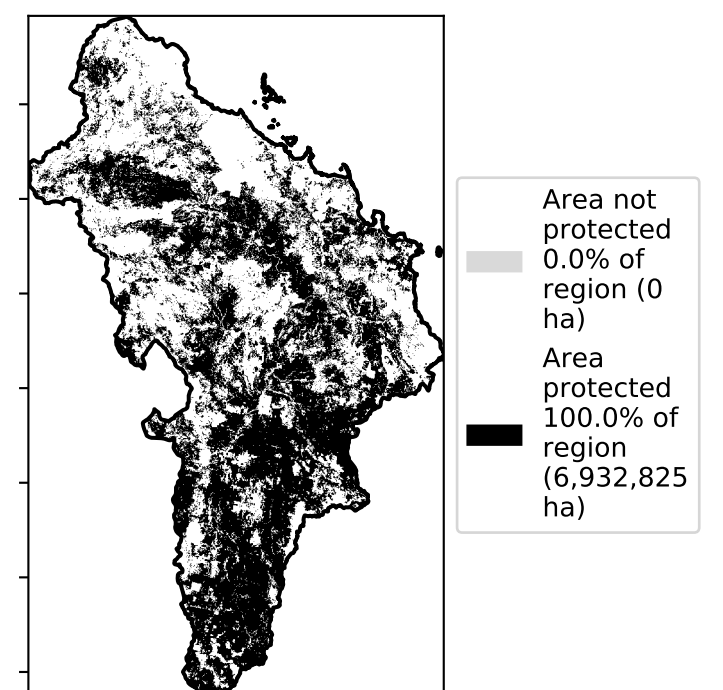 Area not
protected
0.0% of
region (0
ha)
Area
protected
100.0% of
region
(6,932,825
ha)